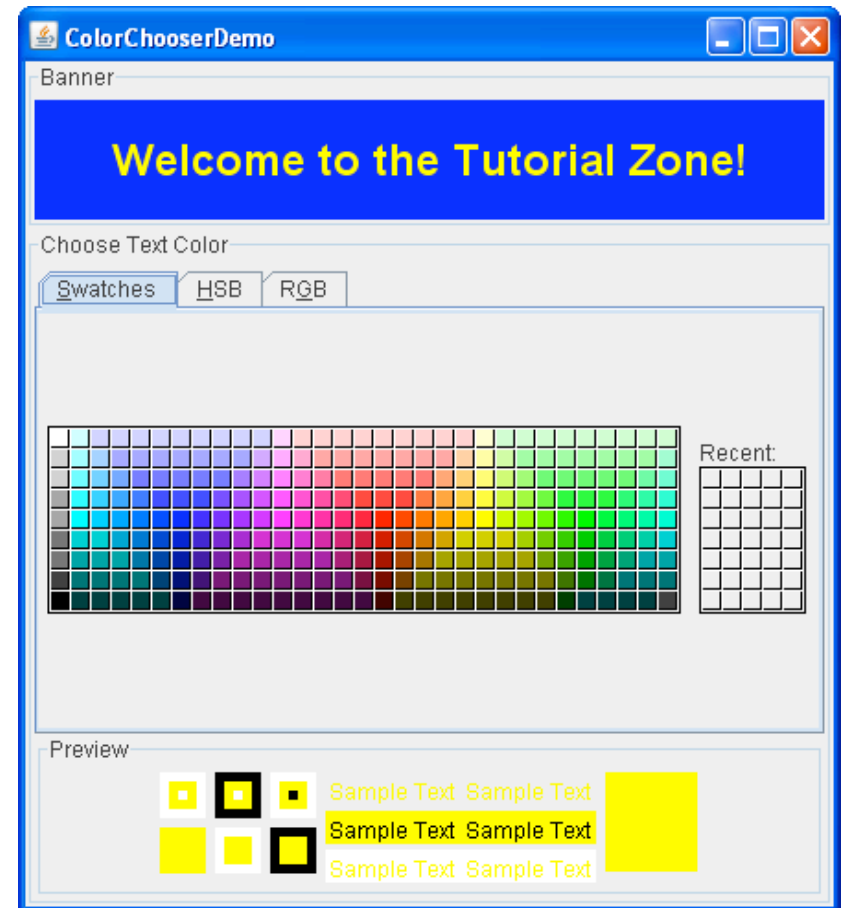 ColorChooserDemo
Banner
Welcome to the Tutorial Zone!
Choose Text Color
Swatches HSB RGB
Recent:
Preview
Sample Text Sample Text
Sample Text Sample Text
Sample Text Sample Text